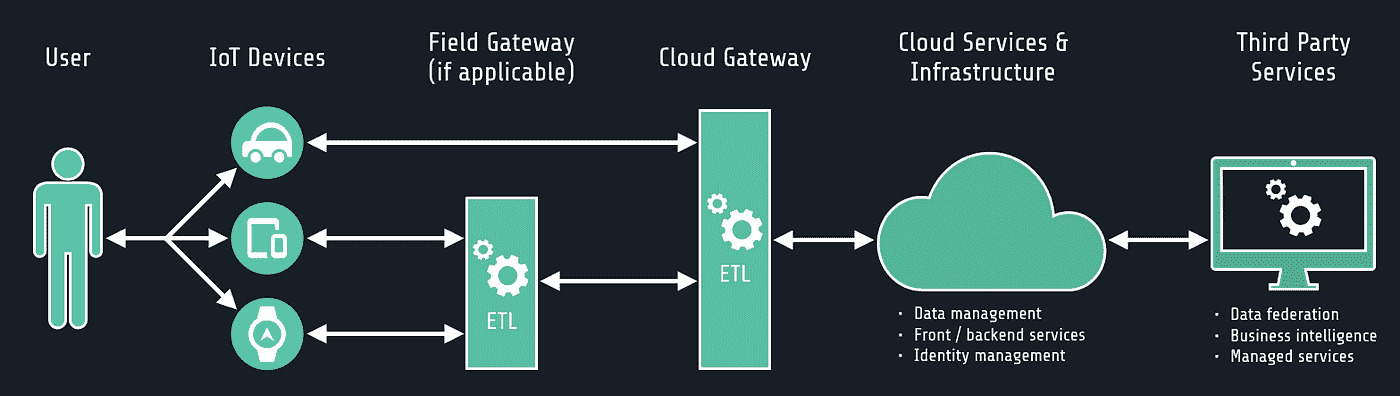 User
IoT Devices
Field Gateway
(if applicable)
Cloud Gateway
Cloud Services &
Infrastructure
Third Party
Services
ETL
ETL
· Data management
· Front / backend services
· Identity management
· Data federation
· Business intelligence
· Managed services